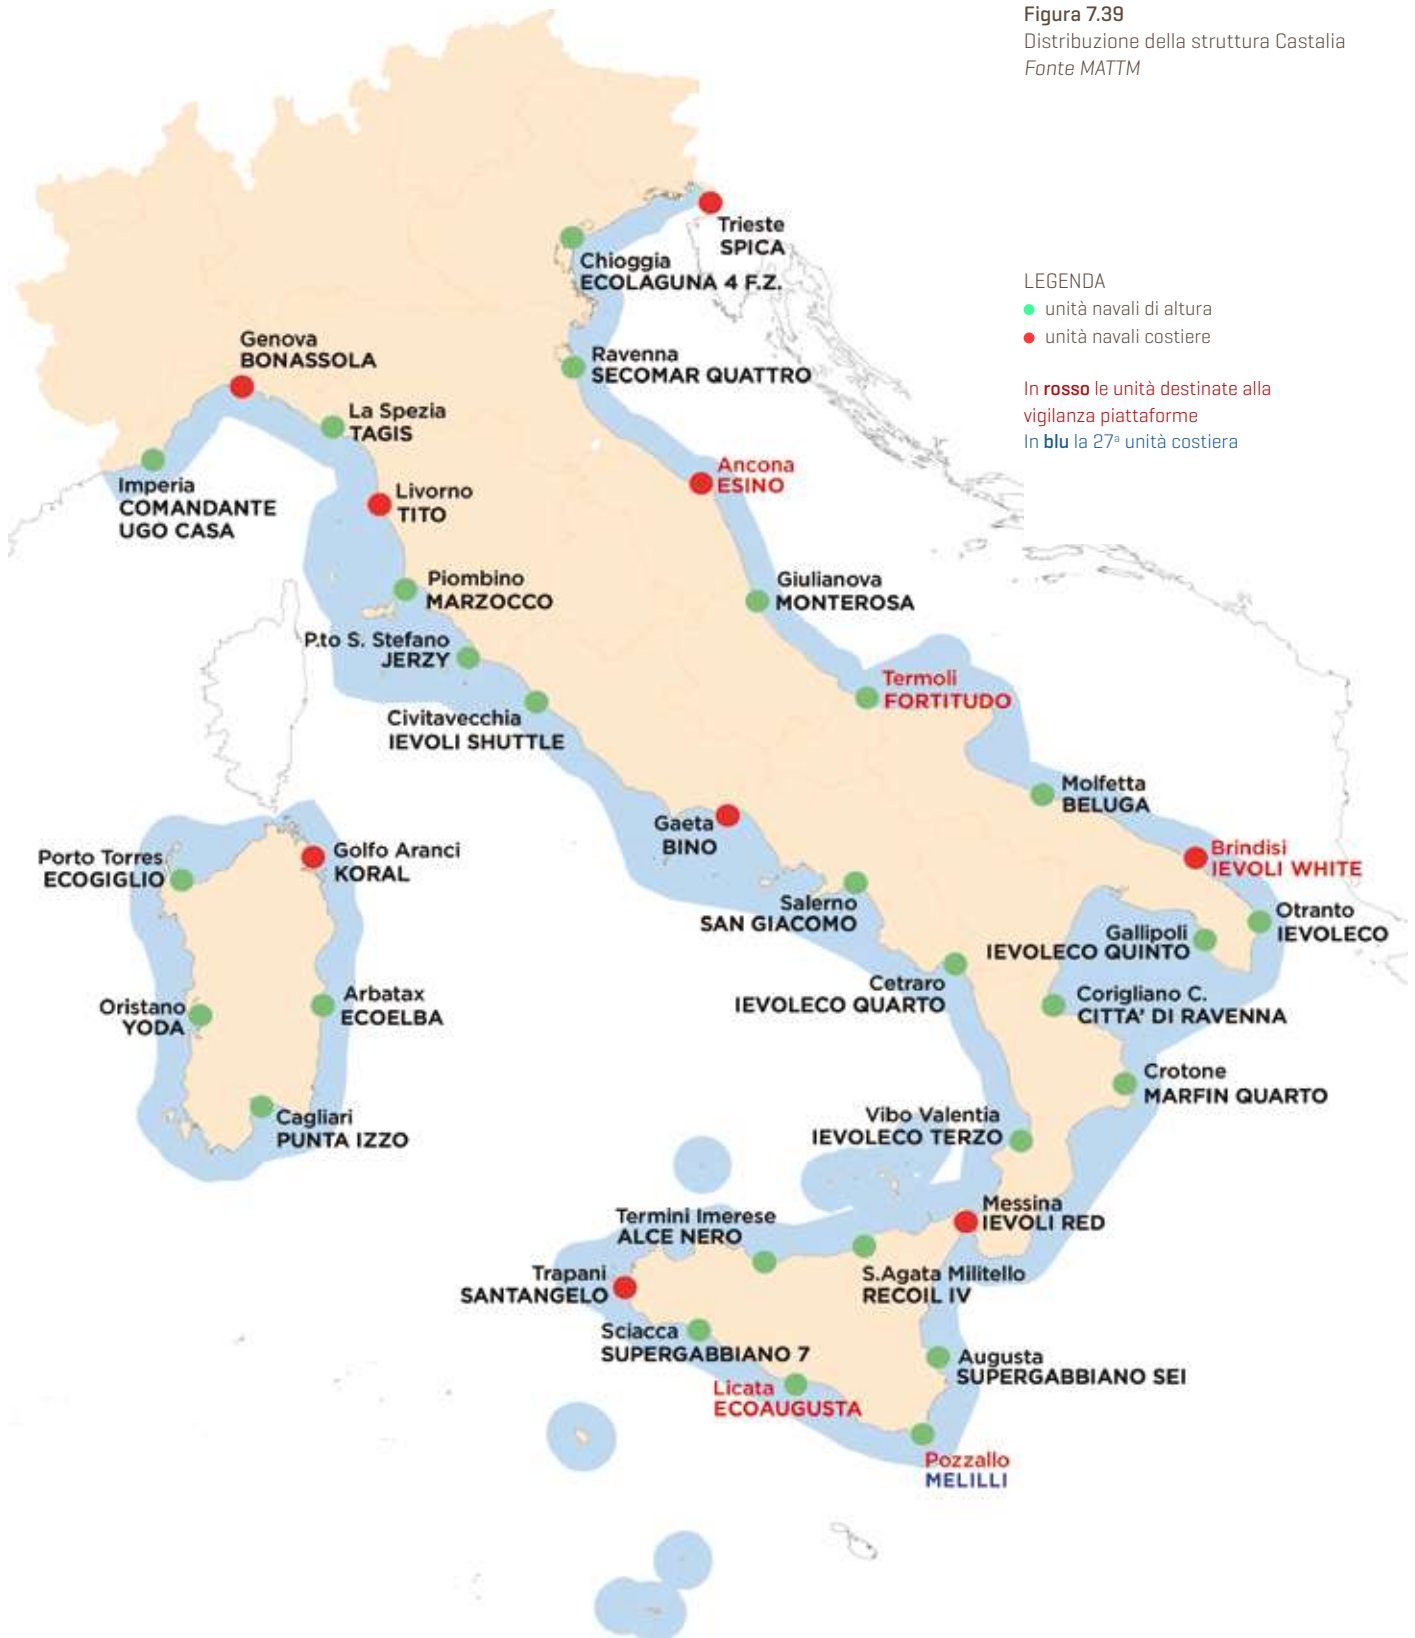 Figura 7.39
Distribuzione della struttura Castalia
Fonte MATTM
Trieste
SPICA
Chioggia
ECOLAGUNA 4 F.Z.
LEGENDA
unità navali di altura
unità navali costiere
In rosso le unità destinate alla
vigilanza piattaforme
In blu la 27ª unità costiera
Genova
BONASSOLA
Ravenna
SECOMAR QUATTRO
La Spezia
TAGIS
Imperia
COMANDANTE
UGO CASA
Livorno
TITO
Ancona
ESINO
Piombino
MARZOCCO
Giulianova
MONTEROSA
P.to S. Stefano
JERZY
Termoli
FORTITUDO
Civitavecchia
IEVOLI SHUTTLE
Molfetta
BELUGA
Gaeta
BINO
Porto Torres
ECOGIGLIO
Golfo Aranci
KORAL
Brindisi
IEVOLI WHITE
Salerno
SAN GIACOMO
Otranto
IEVOLECO
Gallipoli
IEVOLECO QUINTO
Cetraro
IEVOLECO QUARTO
Oristano
YODA
Arbatax
ECOELBA
Corigliano C.
CITTA' DI RAVENNA
Crotone
MARFIN QUARTO
Cagliari
PUNTA IZZO
Vibo Valentia
IEVOLECO TERZO
Messina
IEVOLI RED
Termini Imerese
ALCE NERO
Trapani
SANTANGELO
S.Agata Militello
RECOIL IV
Sciacca
SUPERGABBIANO 7
Augusta
SUPERGABBIANO SEI
Licata
ECOAUGUSTA
Pozzallo
MELILLI